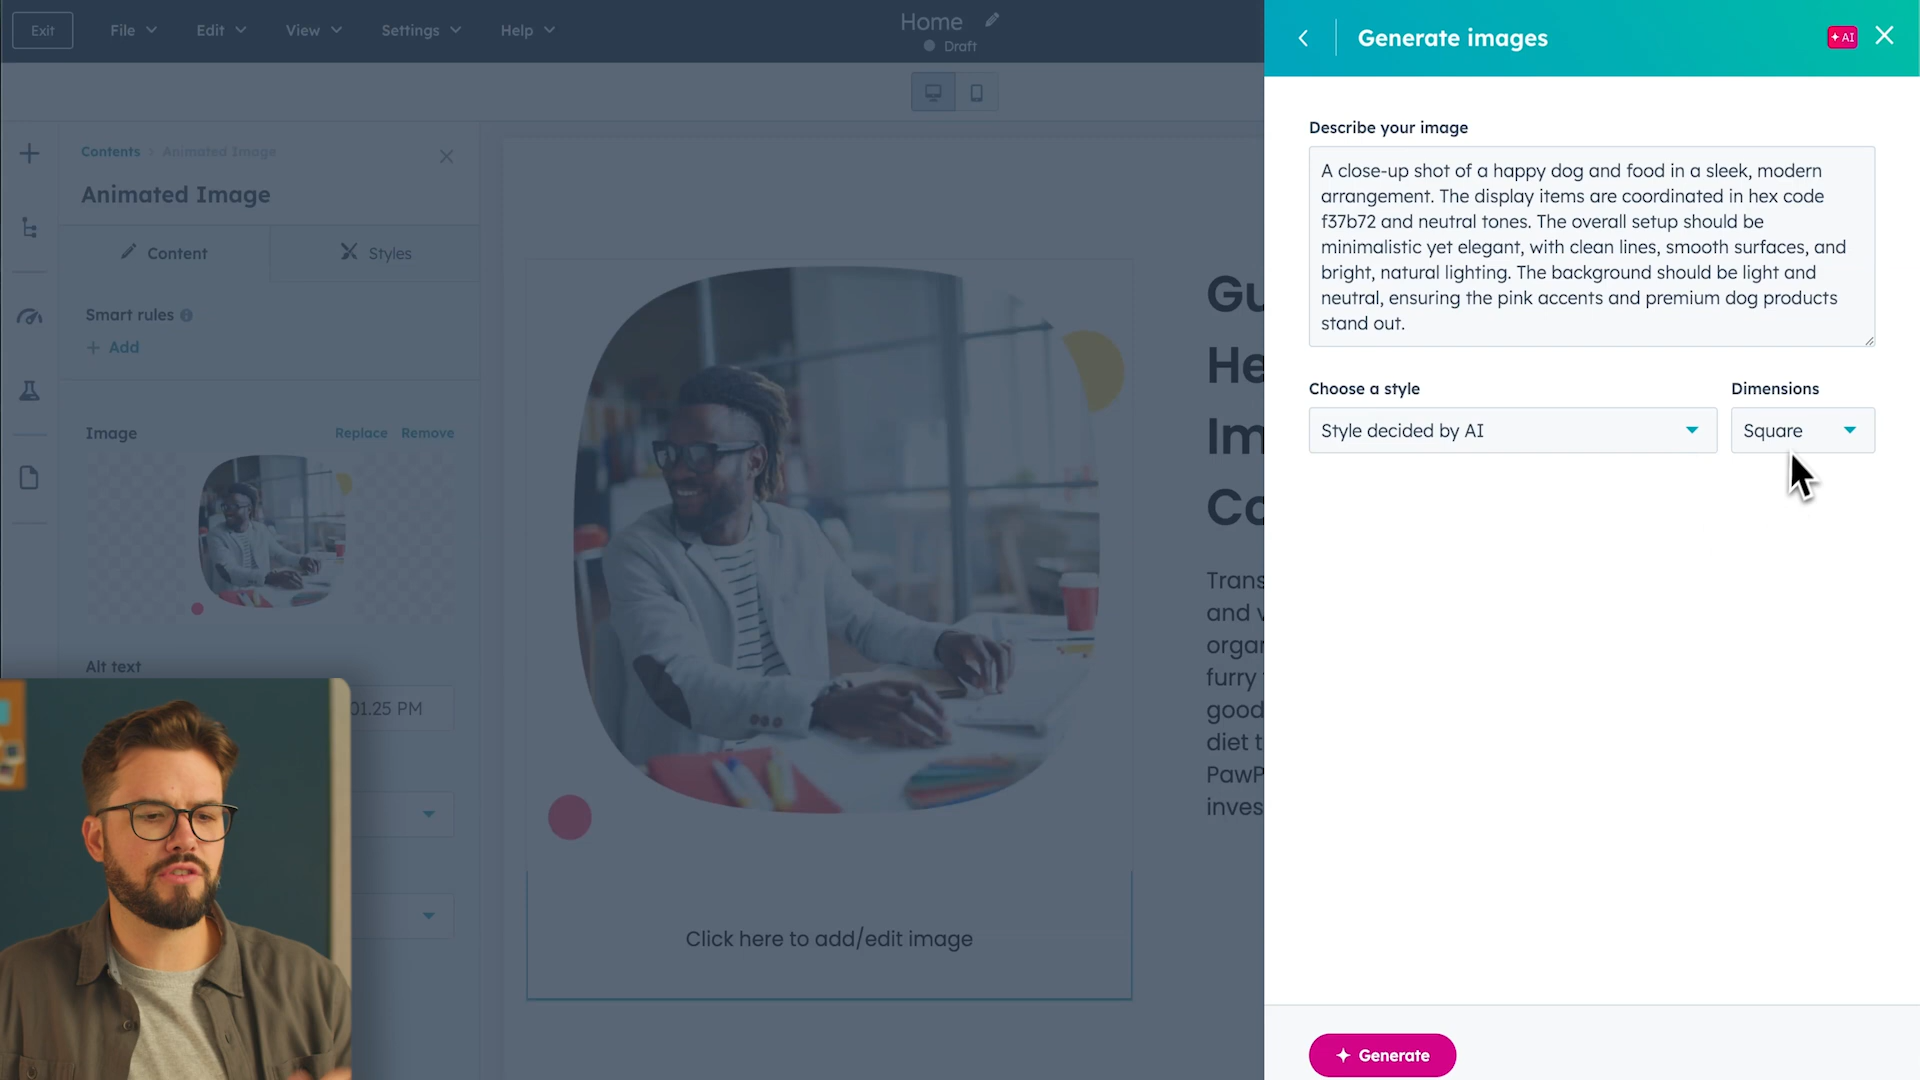 Exit
File
Edit
View
Settings
Help
Home
Draft
Generate images
AI
Contents
Animated Image
Animated Image
Content
Styles
Smart rules
Add
Image
Replace
Remove
Alt text
01.25 PM
Click here to add/edit image
Gu
He
Im
Co
Trans
and v
organ
furry
good
diet t
PawP
inves
Describe your image
A close-up shot of a happy dog and food in a sleek, modern
arrangement. The display items are coordinated in hex code
f37b72 and neutral tones. The overall setup should be
minimalistic yet elegant, with clean lines, smooth surfaces, and
bright, natural lighting. The background should be light and
neutral, ensuring the pink accents and premium dog products
stand out.
Choose a style
Dimensions
Style decided by AI
Square
Generate